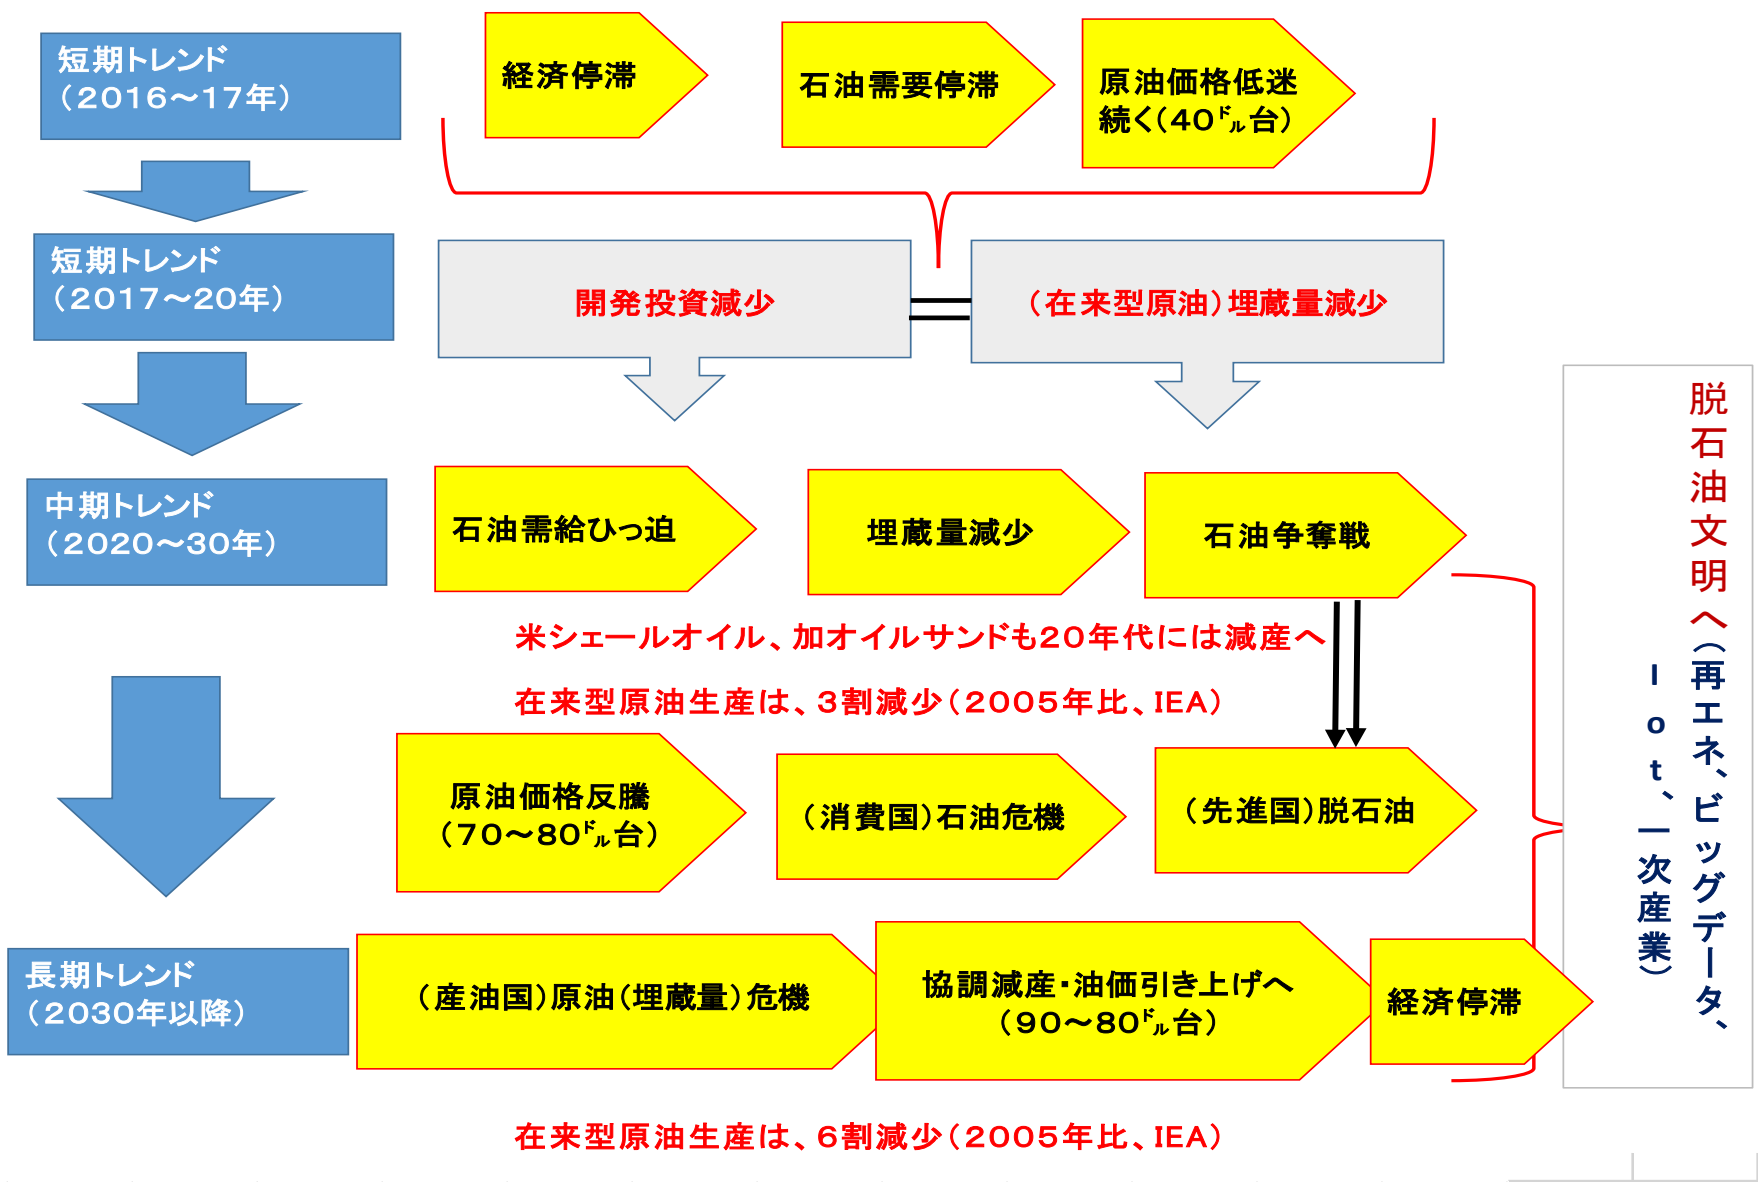 短期トレンド
（２０１６～１７年）
経済停滞
石油需要停滞
原油価格低迷
続く（４０㌦台）
短期トレンド
（２０１７～２０年）
開発投資減少
（在来型原油）埋蔵量減少
中期トレンド
（２０２０～３０年）
石油需給ひっ迫
埋蔵量減少
石油争奪戦
米シェールオイル、加オイルサンドも２０年代には減産へ
在来型原油生産は、３割減少（２００５年比、ＩＥＡ）
原油価格反騰
（７０～８０㌦台）
（消費国）石油危機
（先進国）脱石油
長期トレンド
（２０３０年以降）
（産油国）原油（埋蔵量）危機
協調減産・油価引き上げへ
（９０～８０㌦台）
経済停滞
在来型原油生産は、６割減少（２００５年比、ＩＥＡ）
脱石油文明へ（再エネ、ビッグデータ、
Ｉｏｔ、一次産業）